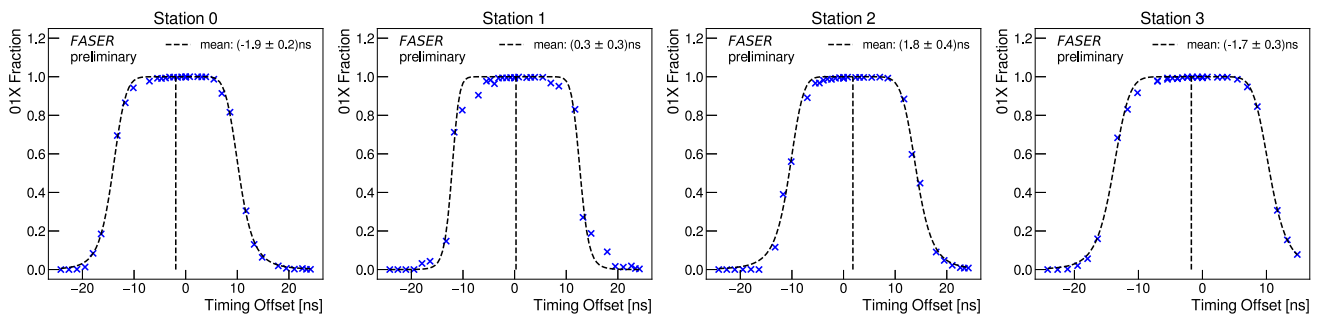 Station 0
FASER
preliminary
mean: (-1.9 ± 0.2)ns
01X Fraction
1.2
1.0
0.8
0.6
0.4
0.2
0.0
−20
−10
0
10
20
Timing Offset [ns]
Station 1
FASER
preliminary
mean: (0.3 ± 0.3)ns
01X Fraction
1.2
1.0
0.8
0.6
0.4
0.2
0.0
−20
−10
0
10
20
Timing Offset [ns]
Station 2
FASER
preliminary
mean: (1.8 ± 0.4)ns
01X Fraction
1.2
1.0
0.8
0.6
0.4
0.2
0.0
−20
−10
0
10
20
Timing Offset [ns]
Station 3
FASER
preliminary
mean: (-1.7 ± 0.3)ns
01X Fraction
1.2
1.0
0.8
0.6
0.4
0.2
0.0
−20
−10
0
10
Timing Offset [ns]